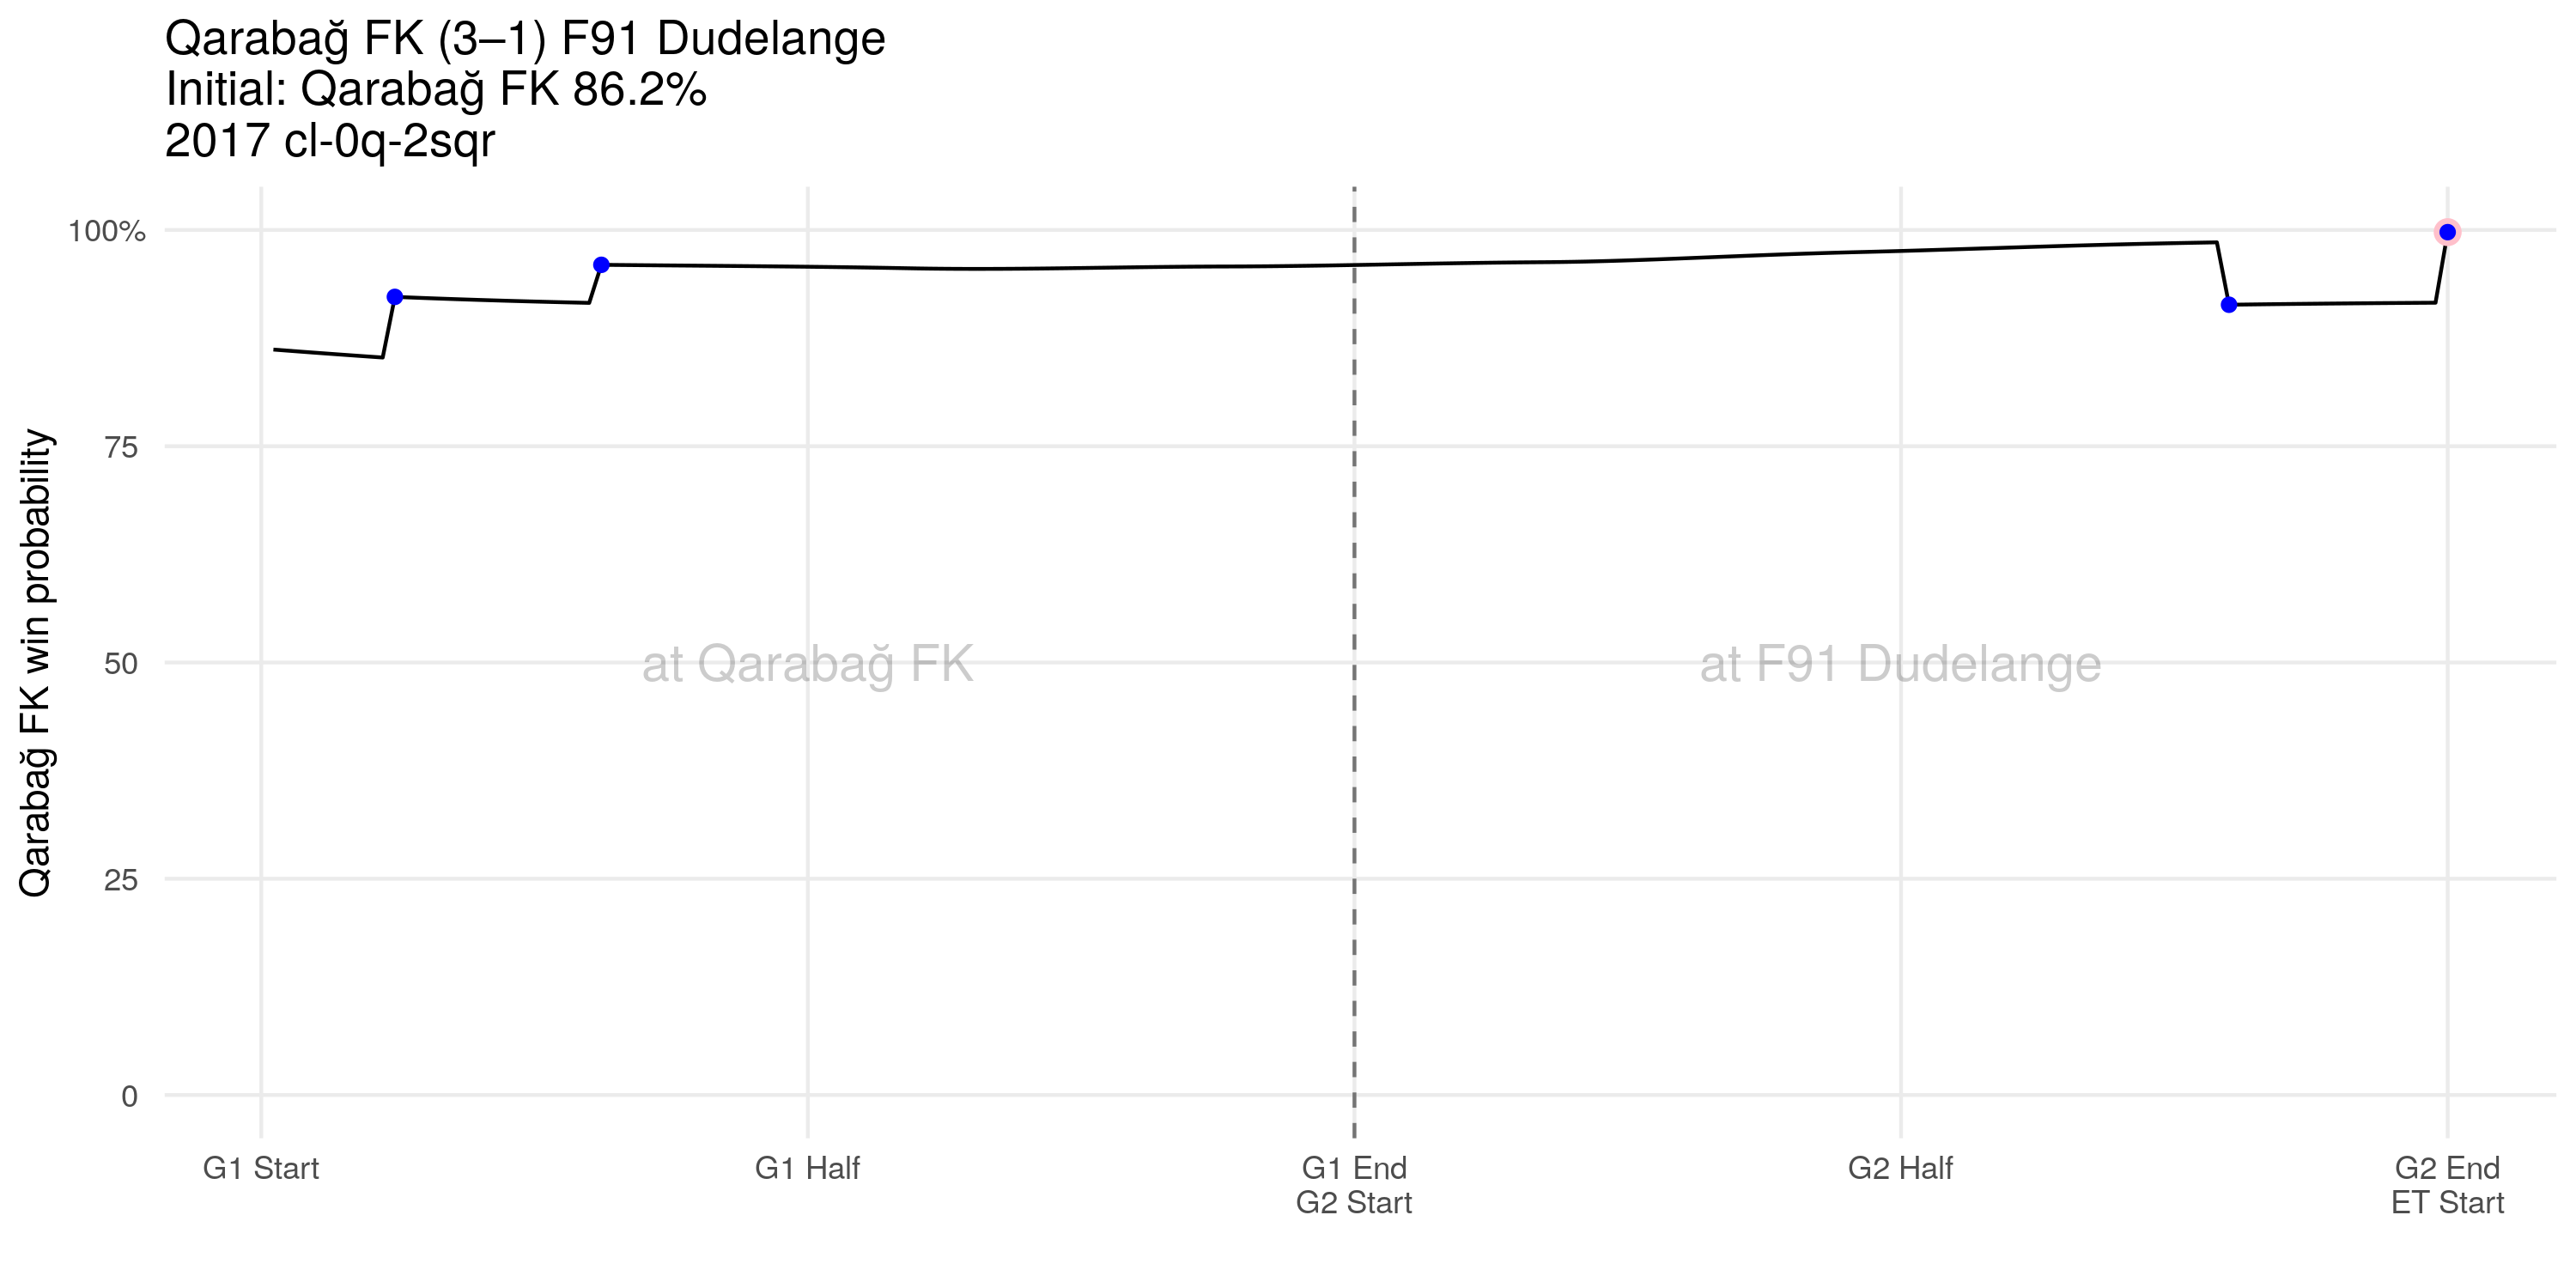 Qarabağ FK (3–1) F91 Dudelange
Initial: Qarabağ FK 86.2%
2017 cl-0q-2sqr
Qarabağ FK win probability
100%
75
50
25
0
at Qarabağ FK
at F91 Dudelange
G1 Start
G1 Half
G1 End
G2 Start
G2 Half
G2 End
ET Start